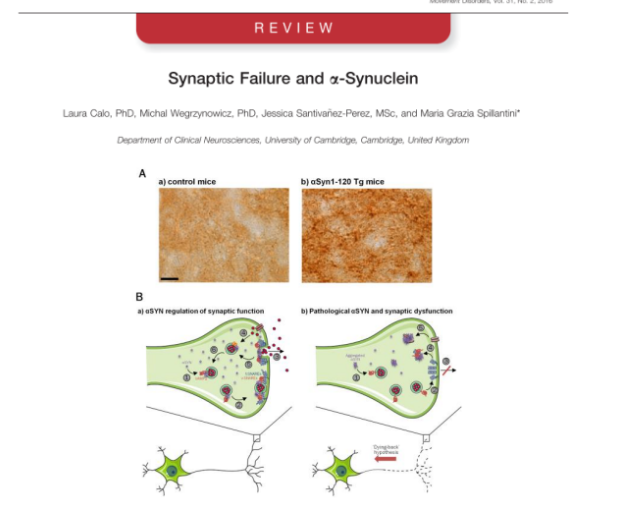 Movement Disorders, Vol. 31, No. 2, 2016
REVIEW
Synaptic Failure and α-Synuclein
Laura Calo, PhD, Michal Wegrzynowicz, PhD, Jessica Santivañez-Perez, MSc, and Maria Grazia Spillantini*
Department of Clinical Neurosciences, University of Cambridge, Cambridge, United Kingdom
A
a) control mice
b) αSyn1-120 Tg mice
B
a) αSYN regulation of synaptic function
b) Pathological αSYN and synaptic dysfunction
Dying-back
hypothesis